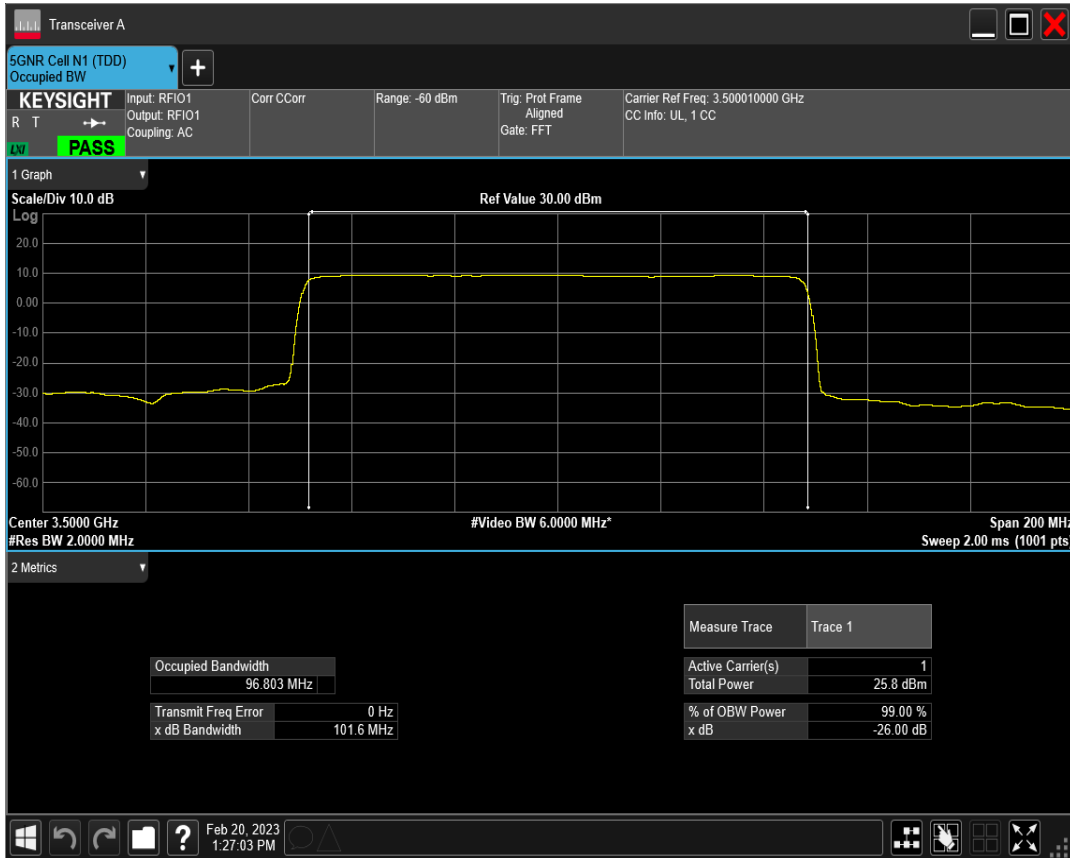 Transceiver A
5GNR Cell N1 (TDD)
Occupied BW
+
KEYSIGHT
R T
LXI
PASS
Input: RFIO1
Output: RFIO1
Coupling: AC
Corr CCorr
Range: -60 dBm
Trig: Prot Frame
Aligned
Gate: FFT
Carrier Ref Freq: 3.500010000 GHz
CC Info: UL, 1 CC
1 Graph
Scale/Div 10.0 dB
Ref Value 30.00 dBm
Log
20.0
10.0
0.00
-10.0
-20.0
-30.0
-40.0
-50.0
-60.0
Center 3.5000 GHz
#Video BW 6.0000 MHz*
Span 200 MHz
#Res BW 2.0000 MHz
Sweep 2.00 ms (1001 pts)
2 Metrics
Measure Trace Trace 1
Occupied Bandwidth
96.803 MHz
Active Carrier(s) 1
Total Power 25.8 dBm
Transmit Freq Error 0 Hz
x dB Bandwidth 101.6 MHz
% of OBW Power 99.00 %
x dB -26.00 dB
?
Feb 20, 2023
1:27:03 PM